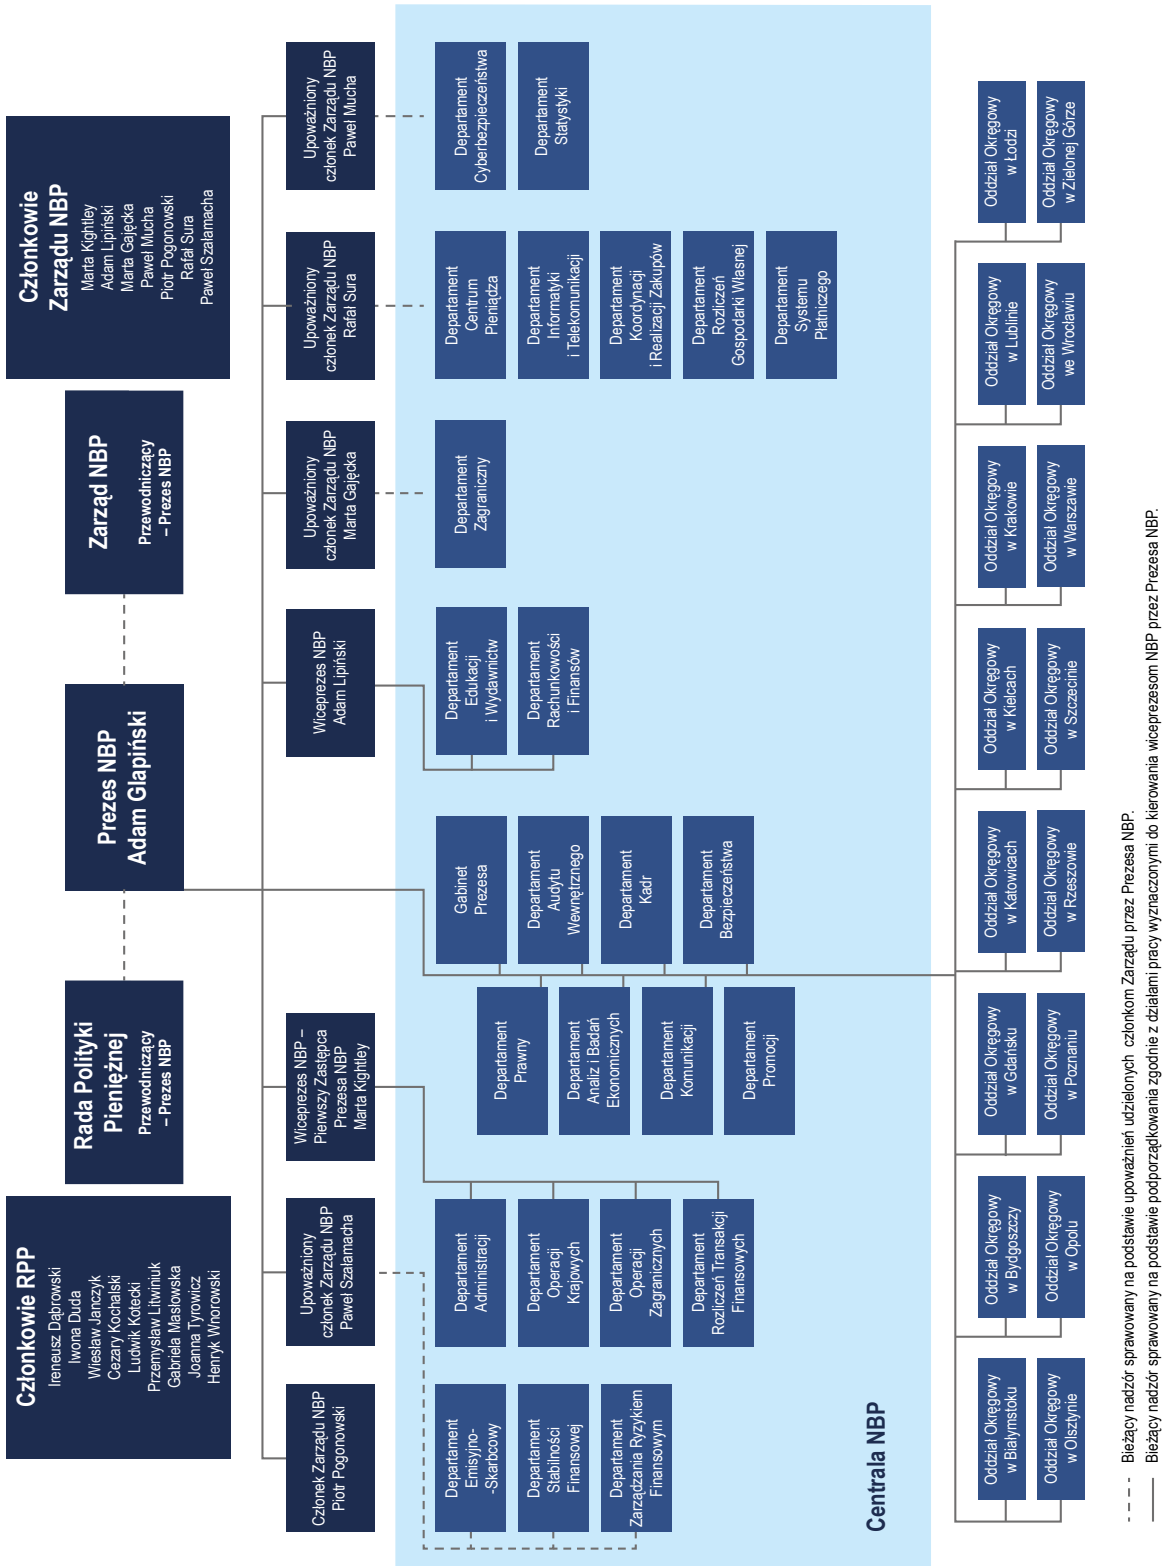 Członkowie RPP
Ireneusz Dąbrowski
Iwona Duda
Wiesław Janczyk
Cezary Kochalski
Ludwik Kotecki
Przemysław Litwiniuk
Gabriela Masłowska
Joanna Tyrowicz
Henryk Wnorowski
Rada Polityki
Pieniężnej
Przewodniczący
– Prezes NBP
Prezes NBP
Adam Glapiński
Zarząd NBP
Przewodniczący
– Prezes NBP
Członkowie
Zarządu NBP
Marta Kightley
Adam Lipiński
Marta Gajęcka
Paweł Mucha
Piotr Pogonowski
Rafał Sura
Paweł Szałamacha
Członek Zarządu NBP
Piotr Pogonowski
Upoważniony
członek Zarządu NBP
Paweł Szałamacha
Wiceprezes NBP –
Pierwszy Zastępca
Prezesa NBP
Marta Kightley
Wiceprezes NBP
Adam Lipiński
Upoważniony
członek Zarządu NBP
Marta Gajęcka
Upoważniony
członek Zarządu NBP
Rafał Sura
Upoważniony
członek Zarządu NBP
Paweł Mucha
Departament
Emisyjno-
-Skarbcowy
Departament
Stabilności
Finansowej
Departament
Zarządzania Ryzykiem
Finansowym
Departament
Administracji
Departament
Operacji
Krajowych
Departament
Operacji
Zagranicznych
Departament
Rozliczeń Transakcji
Finansowych
Departament
Prawny
Departament
Analiz i Badań
Ekonomicznych
Departament
Komunikacji
Departament
Promocji
Gabinet
Prezesa
Departament
Audytu
Wewnętrznego
Departament
Kadr
Departament
Bezpieczeństwa
Departament
Edukacji
i Wydawnictw
Departament
Rachunkowości
i Finansów
Departament
Zagraniczny
Departament
Centrum
Pieniądza
Departament
Informatyki
i Telekomunikacji
Departament
Koordynacji
i Realizacji Zakupów
Departament
Rozliczeń
Gospodarki Własnej
Departament
Systemu
Płatniczego
Departament
Cyberbezpieczeństwa
Departament
Statystyki
Centrala NBP
Oddział Okręgowy
w Białymstoku
Oddział Okręgowy
w Bydgoszczy
Oddział Okręgowy
w Gdańsku
Oddział Okręgowy
w Katowicach
Oddział Okręgowy
w Kielcach
Oddział Okręgowy
w Krakowie
Oddział Okręgowy
w Lublinie
Oddział Okręgowy
w Łodzi
Oddział Okręgowy
w Olsztynie
Oddział Okręgowy
w Opolu
Oddział Okręgowy
w Poznaniu
Oddział Okręgowy
w Rzeszowie
Oddział Okręgowy
w Szczecinie
Oddział Okręgowy
w Warszawie
Oddział Okręgowy
we Wrocławiu
Oddział Okręgowy
w Zielonej Górze
Bieżący nadzór sprawowany na podstawie upoważnień udzielonych członkom Zarządu przez Prezesa NBP.
Bieżący nadzór sprawowany na podstawie podporządkowania zgodnie z działami pracy wyznaczonymi do kierowania wiceprezesom NBP przez Prezesa NBP.